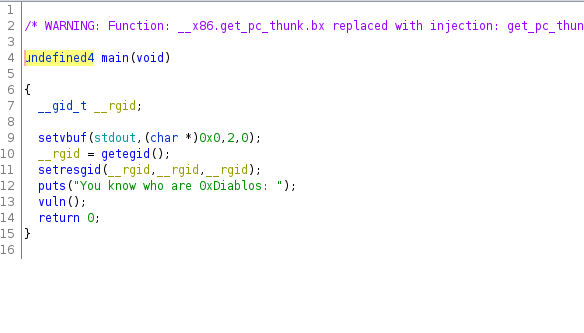 1
2 /* WARNING: Function: __x86.get_pc_thunk.bx replaced with injection: get_pc_thun
3
4 undefined4 main(void)
5
6 {
7   __gid_t __rgid;
8
9   setvbuf(stdout,(char *)0x0,2,0);
10   __rgid = getegid();
11   setresgid(__rgid,__rgid,__rgid);
12   puts("You know who are 0xDiablos: ");
13   vuln();
14   return 0;
15 }
16